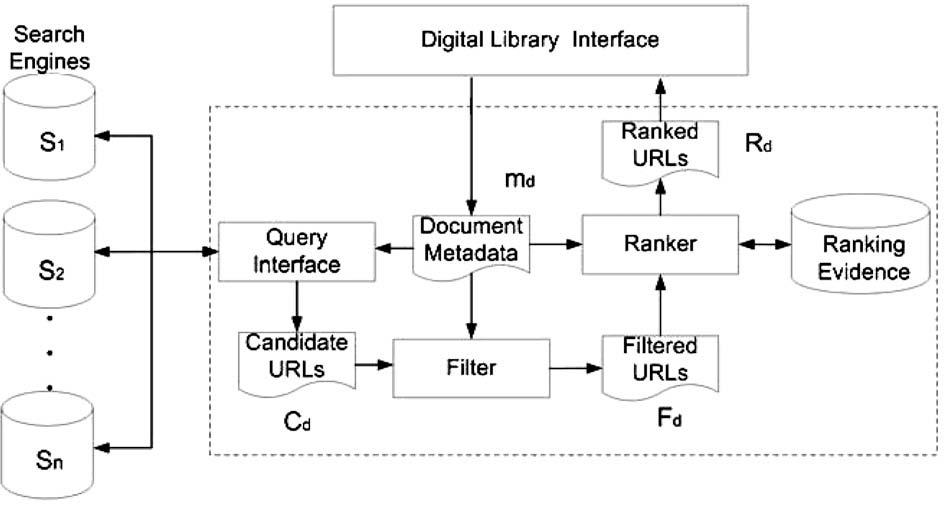 Search
Engines
Digital Library Interface
S1
Ranked
URLs
Rd
md
S2
Query
Interface
Document
Metadata
Ranker
Ranking
Evidence
Candidate
URLs
Filter
Filtered
URLs
Cd
Fd
Sn